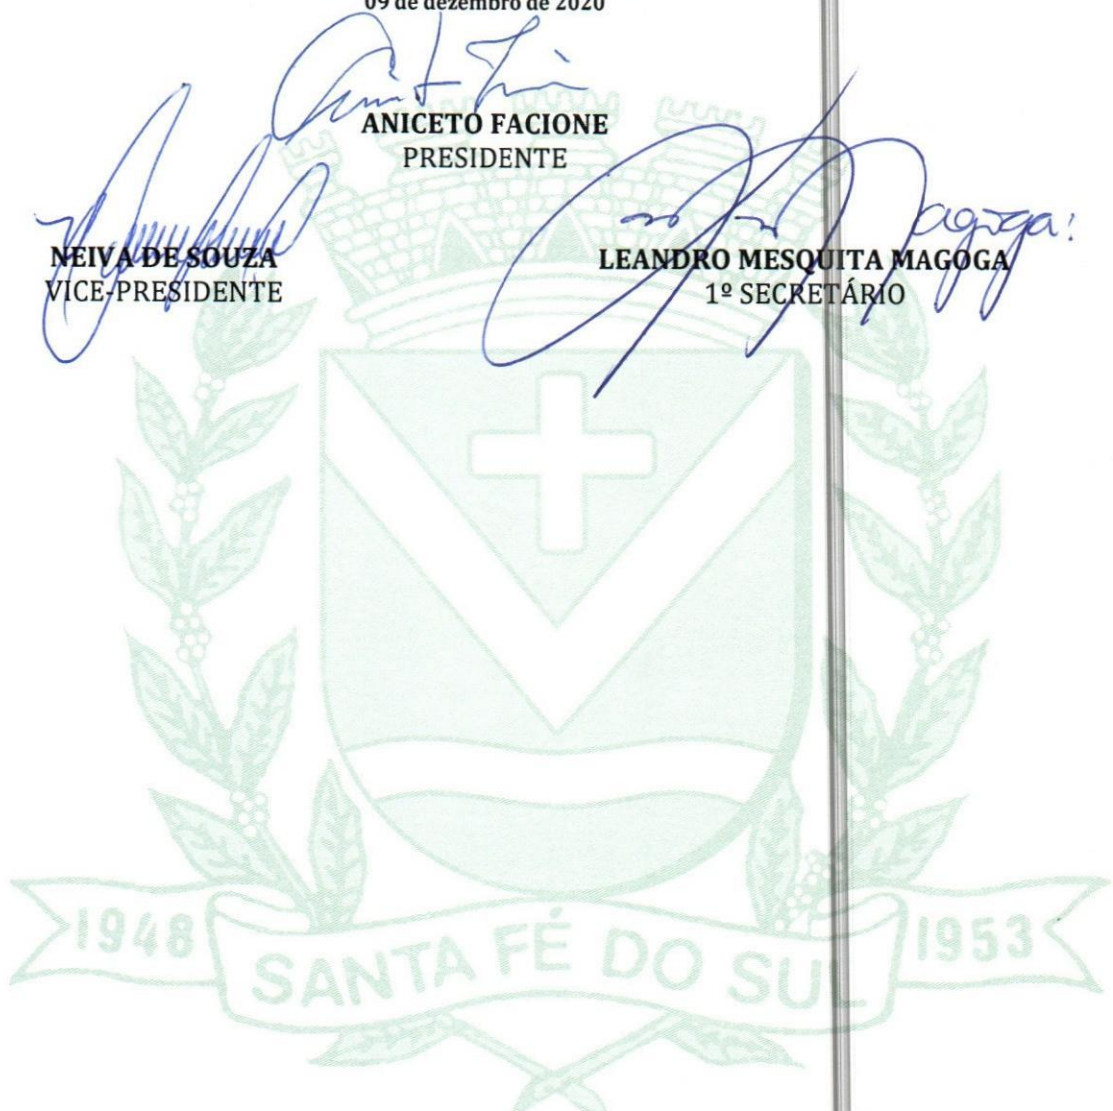 09 de dezembro de 2020
ANICETO FACIONE
PRESIDENTE
NEIVA DE SOUZA
VICE-PRESIDENTE
Magoga
LEANDRO MESQUITA MAGOGA
1º SECRETÁRIO
1948
SANTA FÉ DO SUL
1953